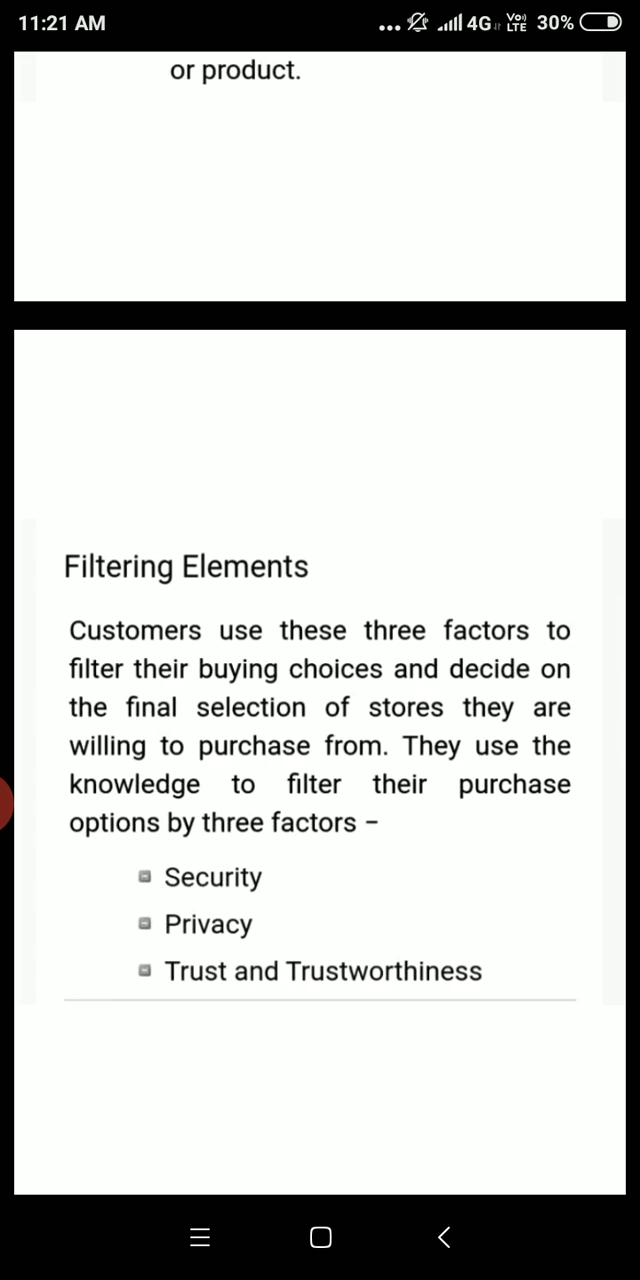 11:21 AM ... 4G Vo) LTE 30%
or product.
Filtering Elements
Customers use these three factors to
filter their buying choices and decide on
the final selection of stores they are
willing to purchase from. They use the
knowledge to filter their purchase
options by three factors –
Security
Privacy
Trust and Trustworthiness